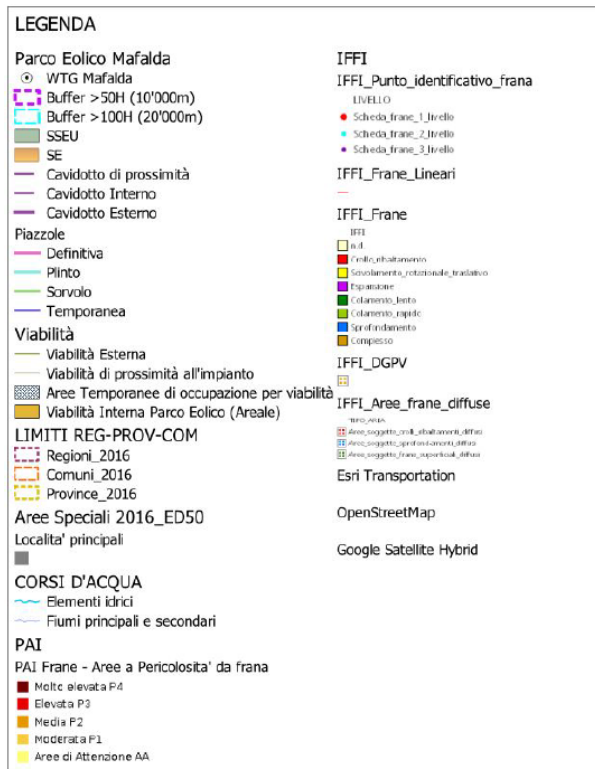 LEGENDA
Parco Eolico Mafalda
WTG Mafalda
Buffer >50H (10'000m)
Buffer >100H (20'000m)
SSEU
SE
Cavidotto di prossimità
Cavidotto Interno
Cavidotto Esterno
Piazzole
Definitiva
Plinto
Sorvolo
Temporanea
Viabilità
Viabilità Esterna
Viabilità di prossimità all'impianto
Aree Temporanee di occupazione per viabilità
Viabilità Interna Parco Eolico (Areale)
LIMITI REG-PROV-COM
Regioni_2016
Comuni_2016
Province_2016
Aree Speciali 2016_ED50
Localita' principali
CORSI D'ACQUA
Elementi idrici
Fiumi principali e secondari
PAI
PAI Frane - Aree a Pericolosita' da frana
Molto elevata P4
Elevata P3
Media P2
Moderata P1
Aree di Attenzione AA
IFFI
IFFI_Punto_identificativo_frana
LIVELLO
Scheda_frane_1_livello
Scheda_frane_2_livello
Scheda_frane_3_livello
IFFI_Frane_Lineari
IFFI_Frane
IFFI
n.d.
Crollo_ribaltamento
Scivolamento_rotazionale_traslativo
Espansione
Colamento_lento
Colamento_rapido
Sprofondamento
Complesso
IFFI_DGPV
IFFI_Aree_frane_diffuse
Aree_soggette_crolli_ribaltamenti_diffusi
Aree_soggette_sprofondamenti_diffusi
Aree_soggette_frane_superficiali_diffuse
Esri Transportation
OpenStreetMap
Google Satellite Hybrid